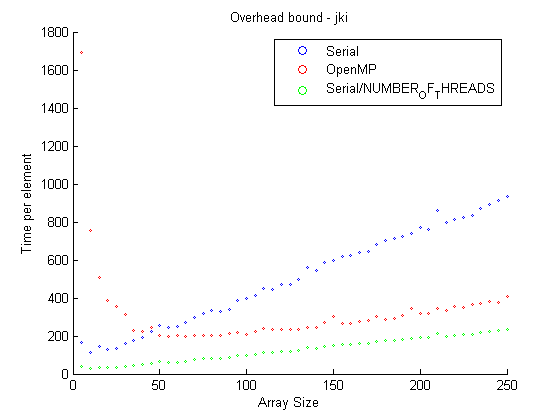 Overhead bound - jki
1800
1600
1400
1200
1000
800
600
400
200
0
Time per element
Serial
OpenMP
Serial/NUMBER_OF_THREADS
0 50 100 150 200 250
Array Size